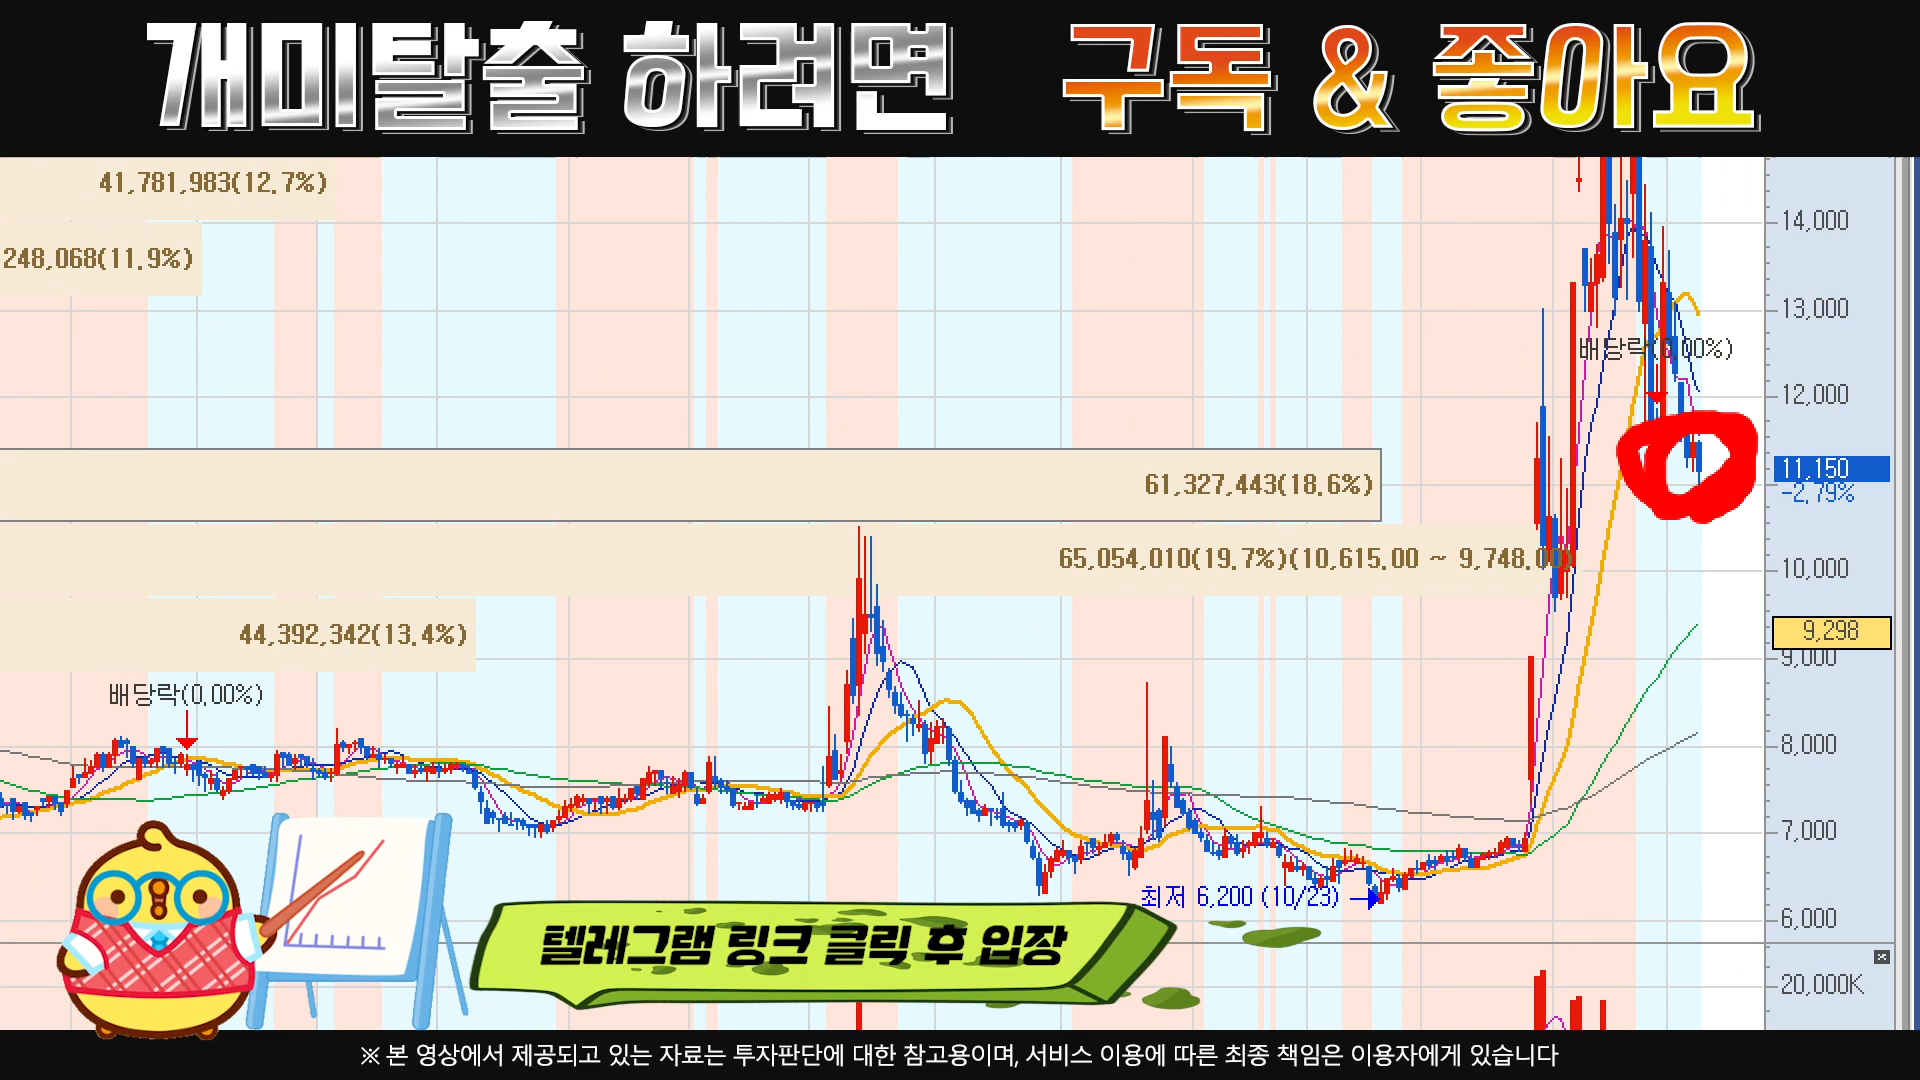 개미탈출 하려면 구독 & 좋아요
41,781,983(12.7%)
14,000
248,068(11.9%)
13,000
배당락(0.00%)
12,000
11,150
-2.79%
61,327,443(18.6%)
65,054,010(19.7%)(10,615.00 ~ 9,748.00)
10,000
44,392,342(13.4%)
9,298
9,000
배당락(0.00%)
8,000
7,000
최저 6,200 (10/23)
6,000
텔레그램 링크 클릭 후 입장
20,000K
※ 본 영상에서 제공되고 있는 자료는 투자판단에 대한 참고용이며, 서비스 이용에 따른 최종 책임은 이용자에게 있습니다